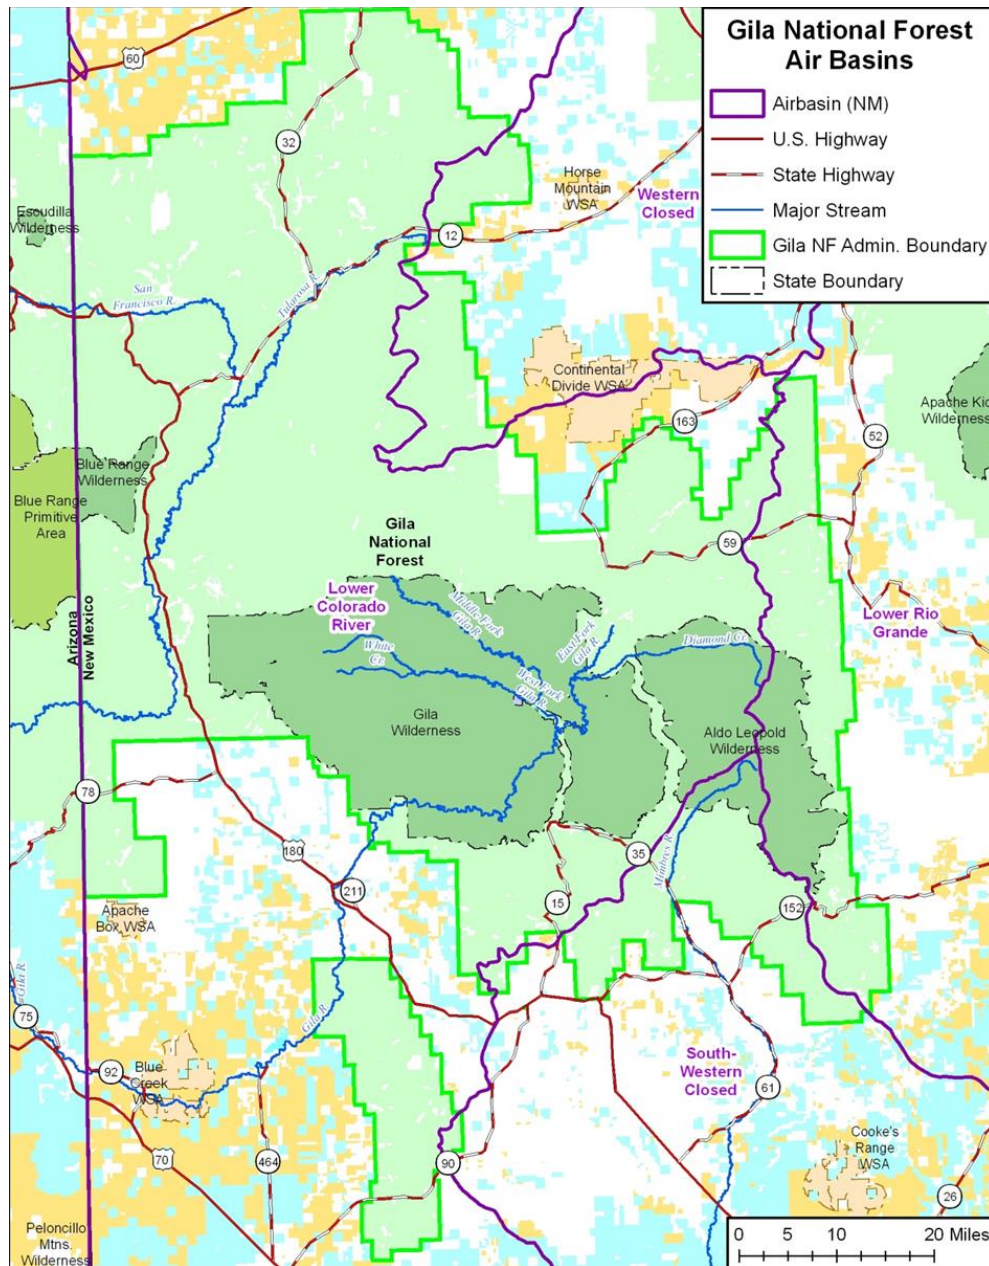 Gila National Forest
Air Basins
Airbasin (NM)
U.S. Highway
State Highway
Major Stream
Gila NF Admin. Boundary
State Boundary
60
32
Horse
Mountain
WSA
Western
Closed
Escudilla
Wilderness
12
San
Francisco R.
Tularosa R.
Continental
Divide WSA
163
52
Apache Kid
Wilderness
Blue Range
Wilderness
Blue Range
Primitive
Area
Gila
National
Forest
59
Lower
Colorado
River
Middle Fork
Gila R.
East Fork
Gila R.
Diamond Cr.
Lower Rio
Grande
Arizona
New Mexico
White
Cr.
West Fork
Gila R.
Gila
Wilderness
Aldo Leopold
Wilderness
78
180
211
35
Mimbres R.
15
152
Apache
Box WSA
Gila R.
Gila R.
75
92
Blue
Creek
WSA
South-
Western
Closed
61
70
464
90
Cooke's
Range
WSA
26
Peloncillo
Mtns.
Wilderness
0 5 10 20 Miles